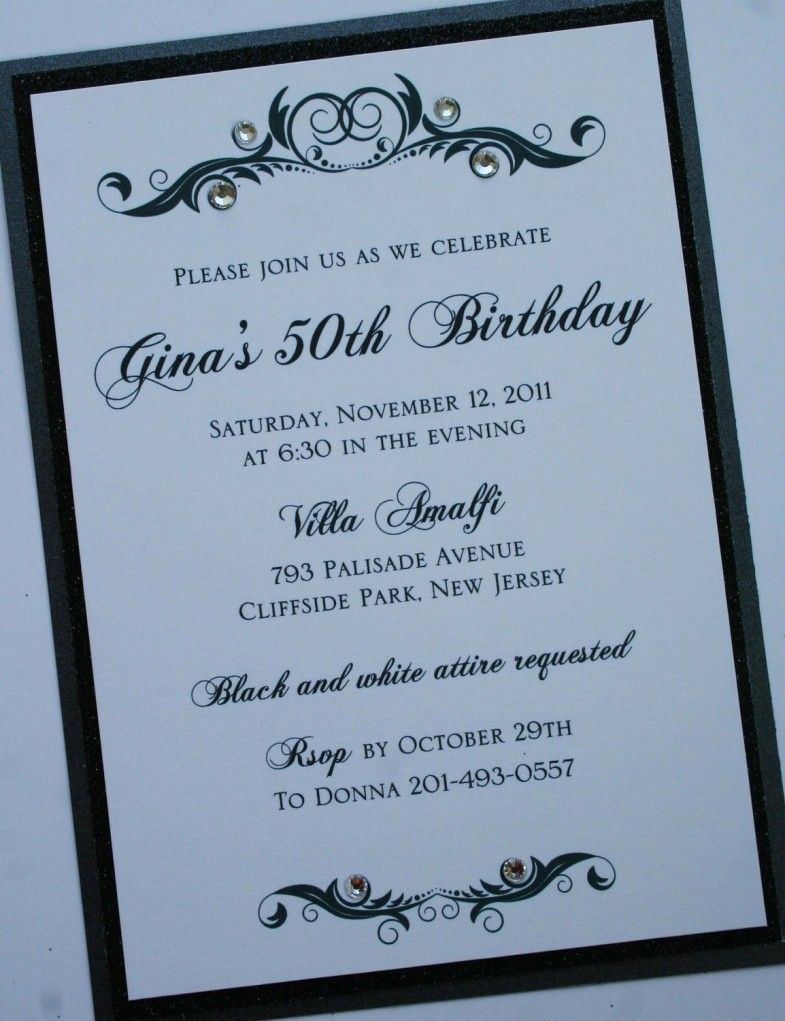 Please join us as we celebrate
Gina's 50th Birthday
Saturday, November 12, 2011
at 6:30 in the evening
Villa Amalfi
793 Palisade Avenue
Cliffside Park, New Jersey
Black and white attire requested
Rsvp by October 29th
To Donna 201-493-0557